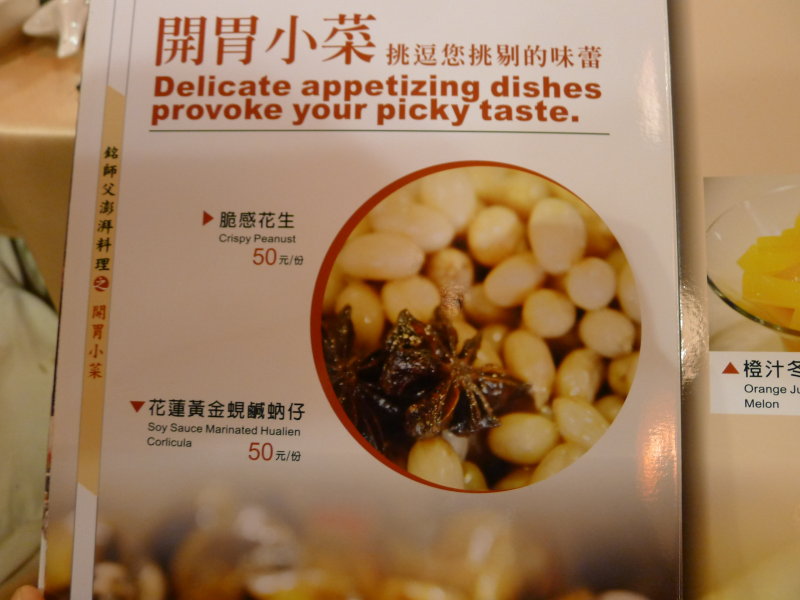 開胃小菜 挑逗您挑剔的味蕾
Delicate appetizing dishes
provoke your picky taste.
銘師父澎湃料理之 開胃小菜
脆感花生
Crispy Peanust
50元/份
花蓮黃金蜆鹹蚋仔
Soy Sauce Marinated Hualien
Corlicula
50元/份
橙汁冬
Orange Ju
Melon